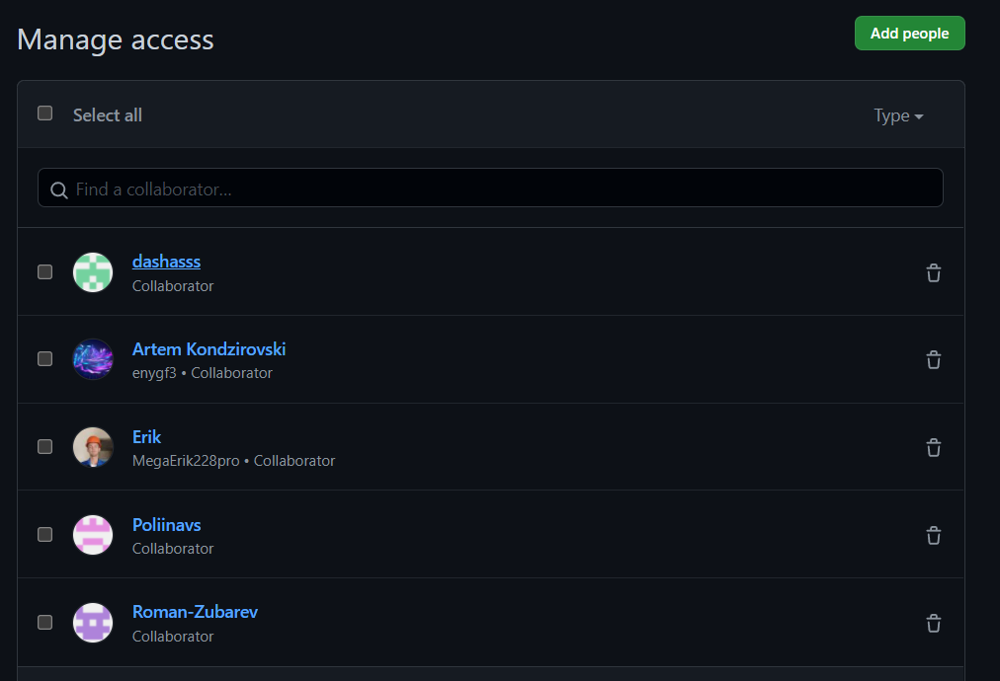 Manage access
Add people
Select all
Type
Find a collaborator...
dashasss
Collaborator
Artem Kondzirovski
enygf3 • Collaborator
Erik
MegaErik228pro • Collaborator
Poliinavs
Collaborator
Roman-Zubarev
Collaborator